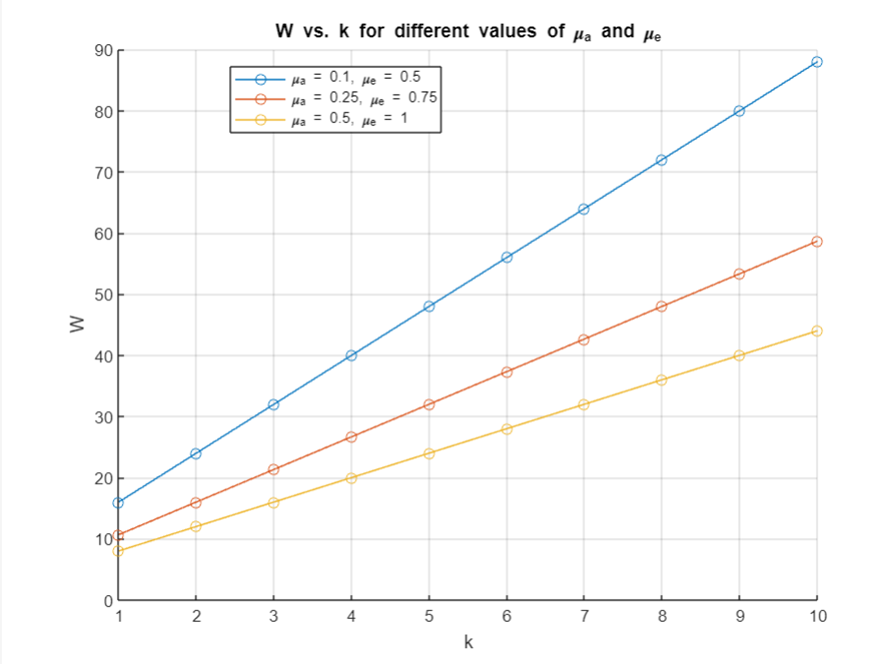 W vs. k for different values of μa and μe
μa = 0.1, μe = 0.5
μa = 0.25, μe = 0.75
μa = 0.5, μe = 1
90
80
70
60
50
40
30
20
10
0
W
1 2 3 4 5 6 7 8 9 10
k